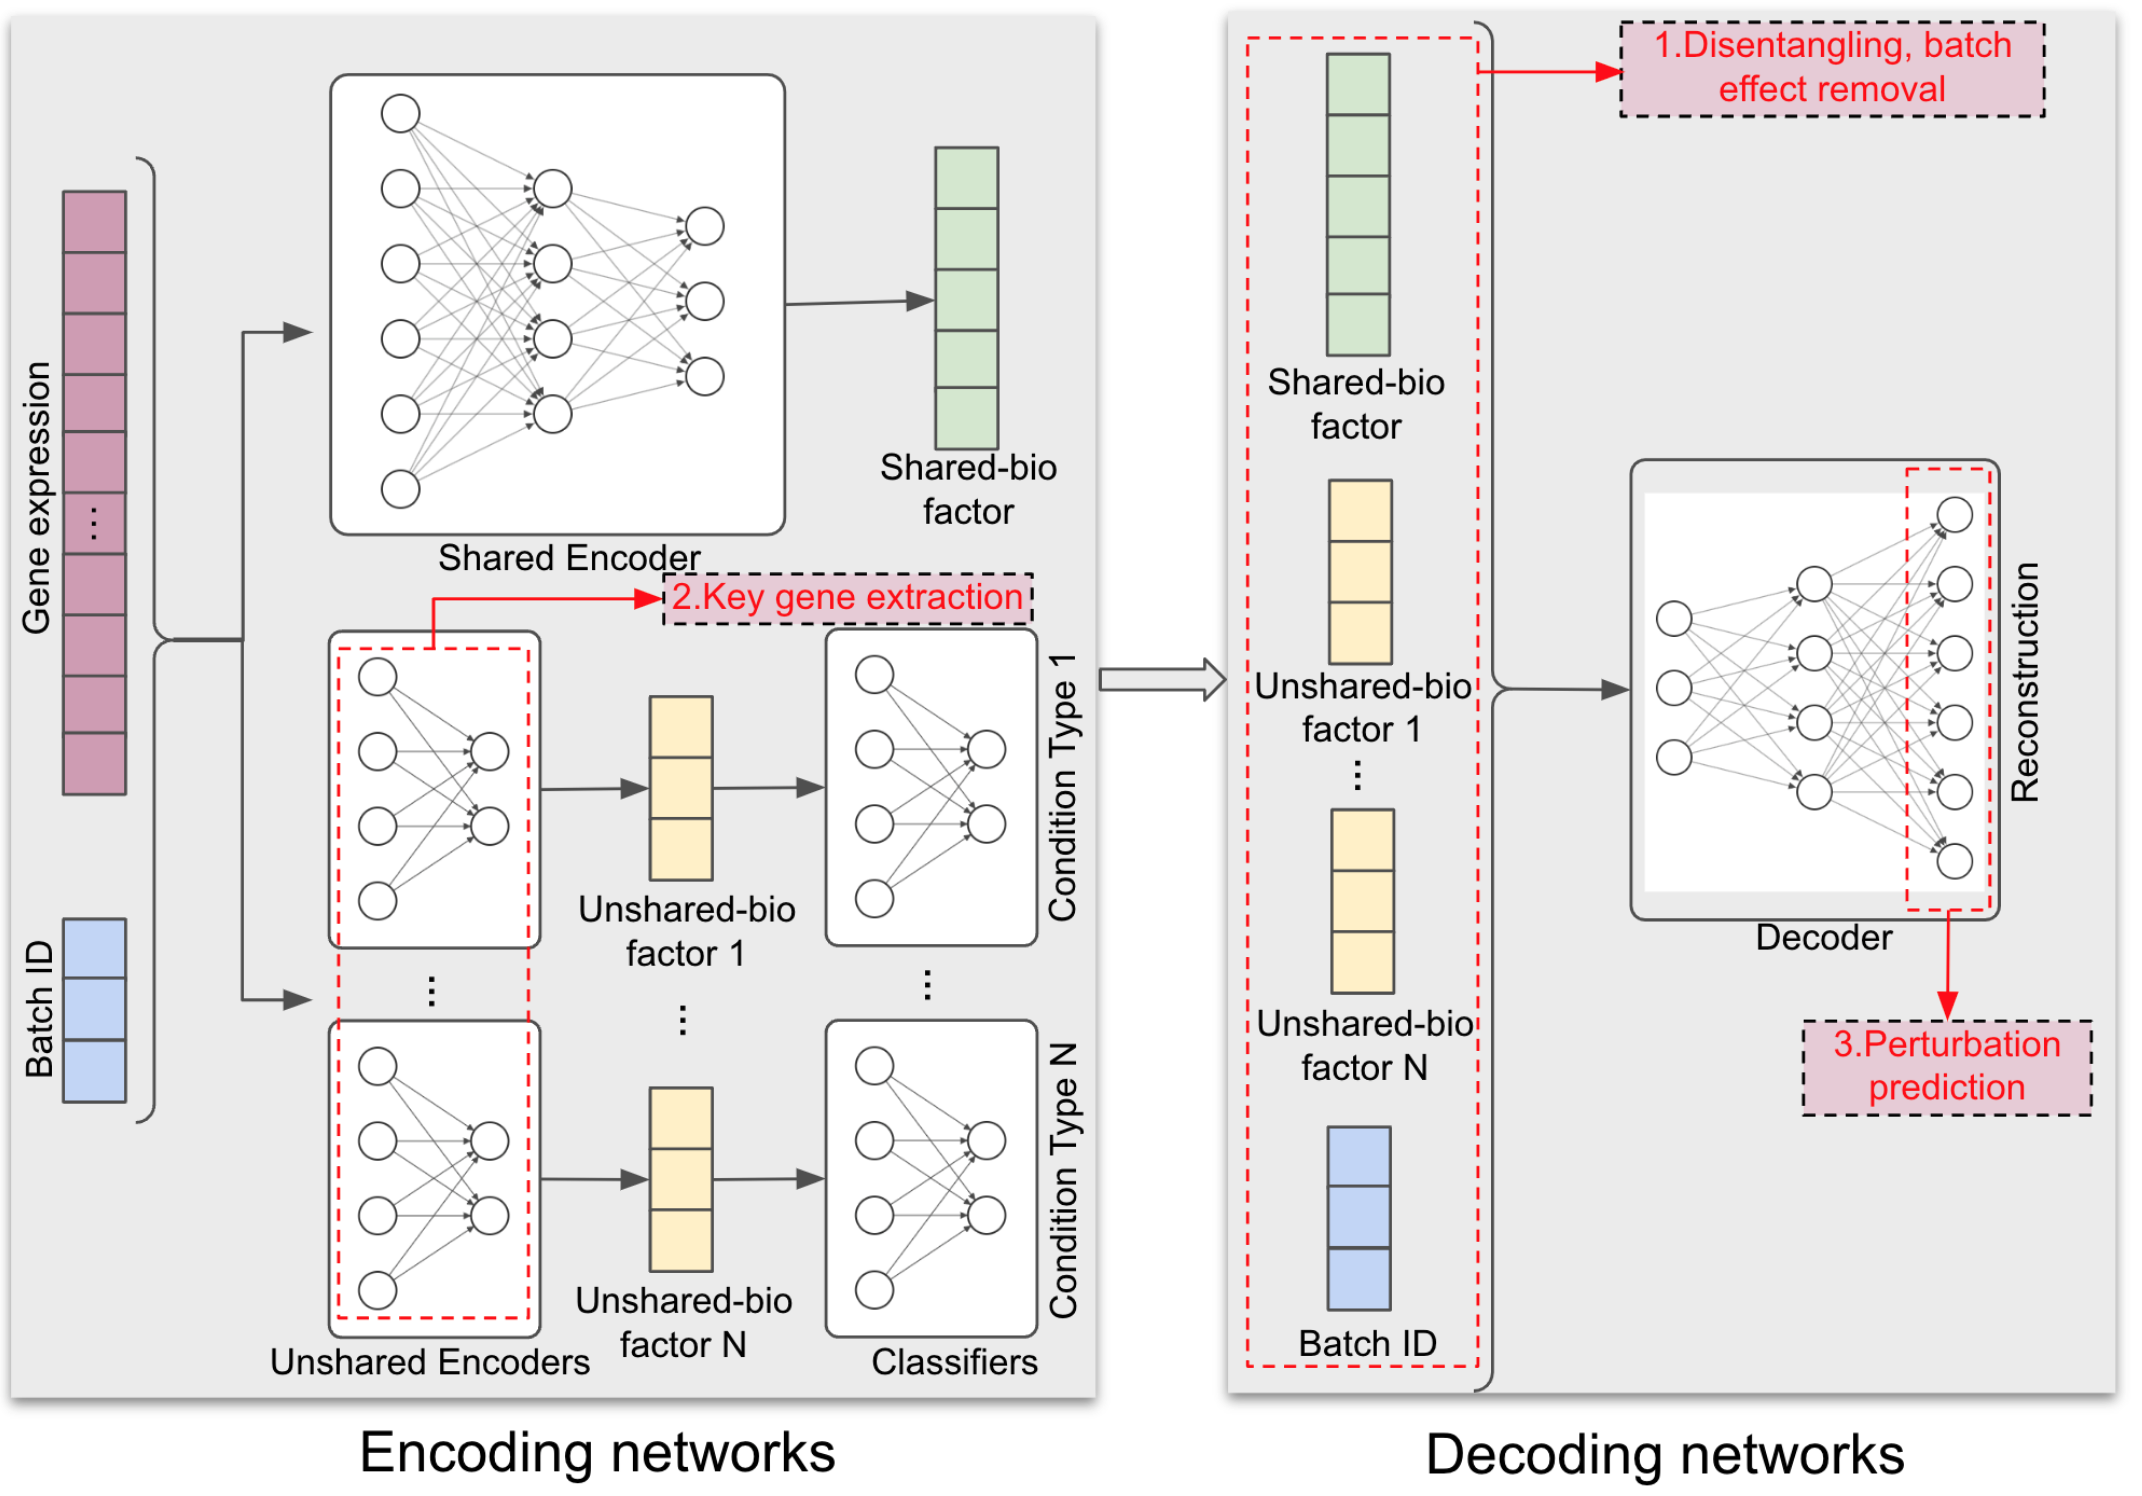 Gene expression
...
Batch ID
Shared Encoder
Shared-bio
factor
2.Key gene extraction
Unshared-bio
factor 1
Condition Type 1
...
...
...
Unshared-bio
factor N
Condition Type N
Unshared Encoders
Classifiers
Encoding networks
1.Disentangling, batch
effect removal
Shared-bio
factor
Unshared-bio
factor 1
...
Unshared-bio
factor N
Batch ID
Decoder
Reconstruction
3.Perturbation
prediction
Decoding networks